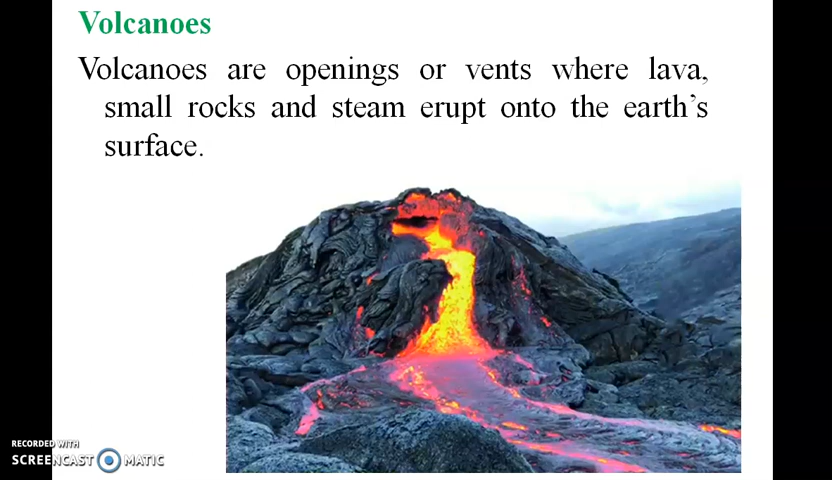 Volcanoes
Volcanoes are openings or vents where lava,
small rocks and steam erupt onto the earth’s
surface.
RECORDED WITH
SCREENCAST MATIC